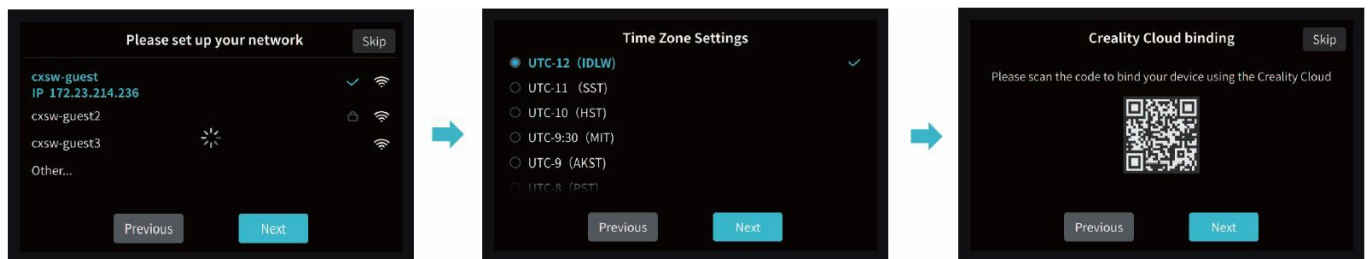 Please set up your network
Skip
cxsw-guest
IP 172.23.214.236
cxsw-guest2
cxsw-guest3
Other...
Previous
Next
Time Zone Settings
UTC-12（IDLW)
UTC-11（SST)
UTC-10（HST)
UTC-9:30（MIT)
UTC-9（AKST)
UTC-8（PST)
Previous
Next
Creality Cloud binding
Skip
Please scan the code to bind your device using the Creality Cloud
Previous
Next